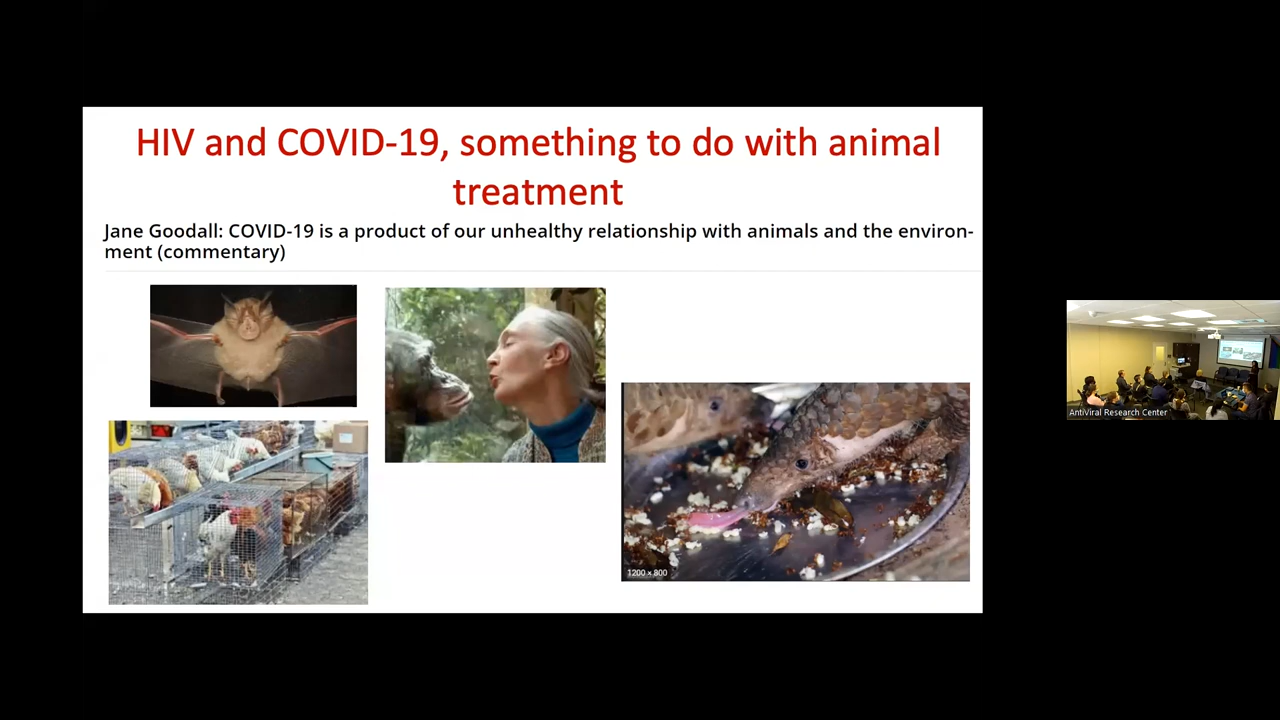 HIV and COVID-19, something to do with animal
treatment
Jane Goodall: COVID-19 is a product of our unhealthy relationship with animals and the environ-
ment (commentary)
1200 × 800
AntiViral Research Center